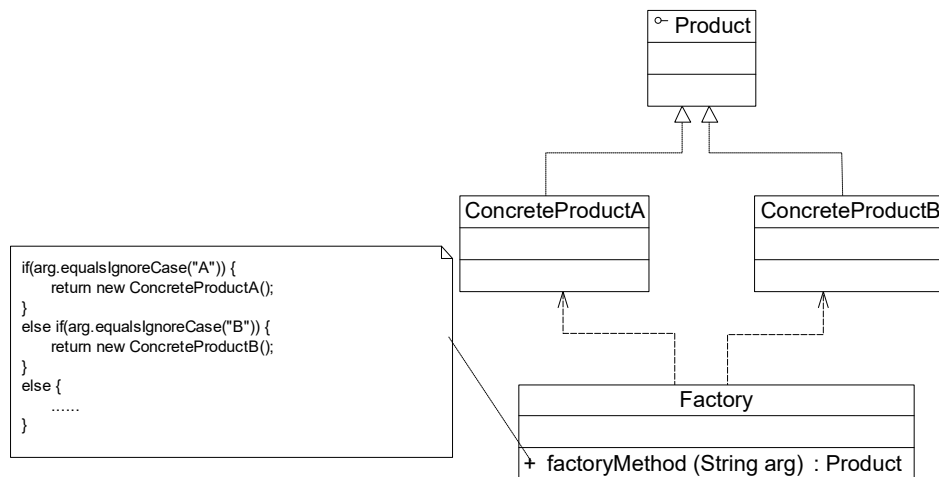 Product
ConcreteProductA
ConcreteProductB
if(arg.equalsIgnoreCase("A")) {
return new ConcreteProductA();
}
else if(arg.equalsIgnoreCase("B")) {
return new ConcreteProductB();
}
else {
......
}
Factory
+ factoryMethod (String arg) : Product